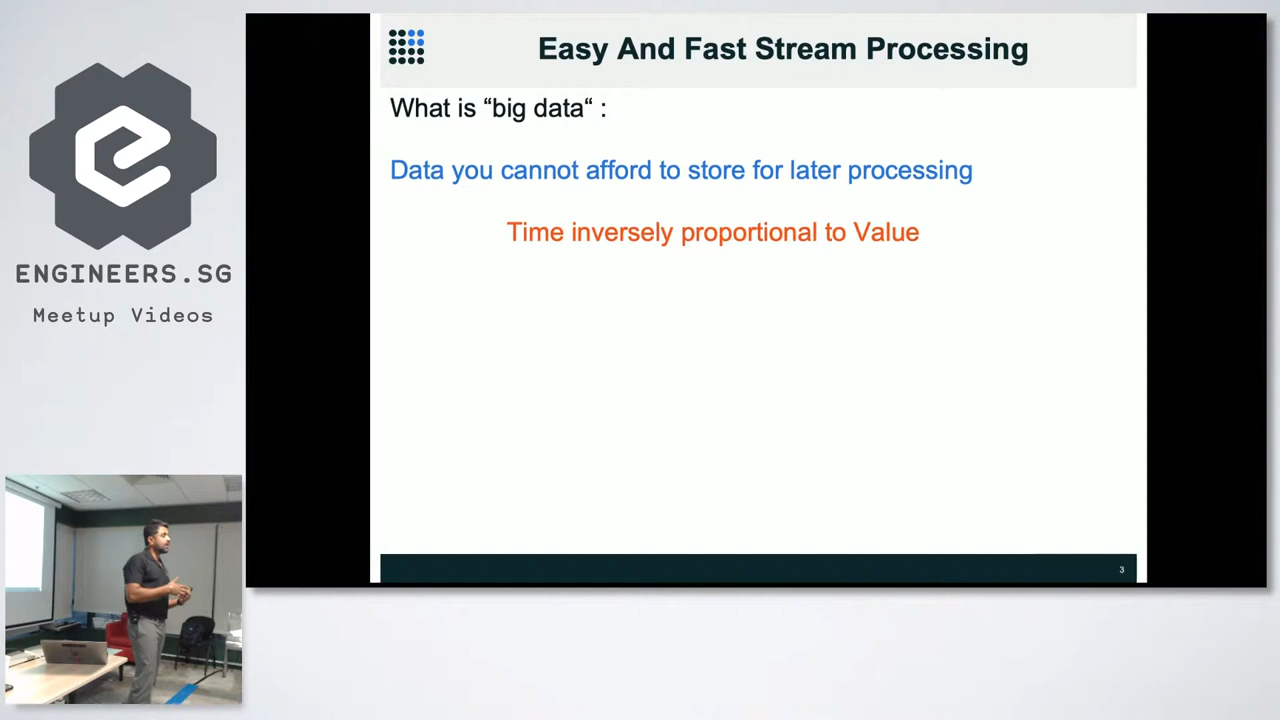 Easy And Fast Stream Processing
What is “big data“ :
Data you cannot afford to store for later processing
Time inversely proportional to Value
3
ENGINEERS.SG
Meetup Videos